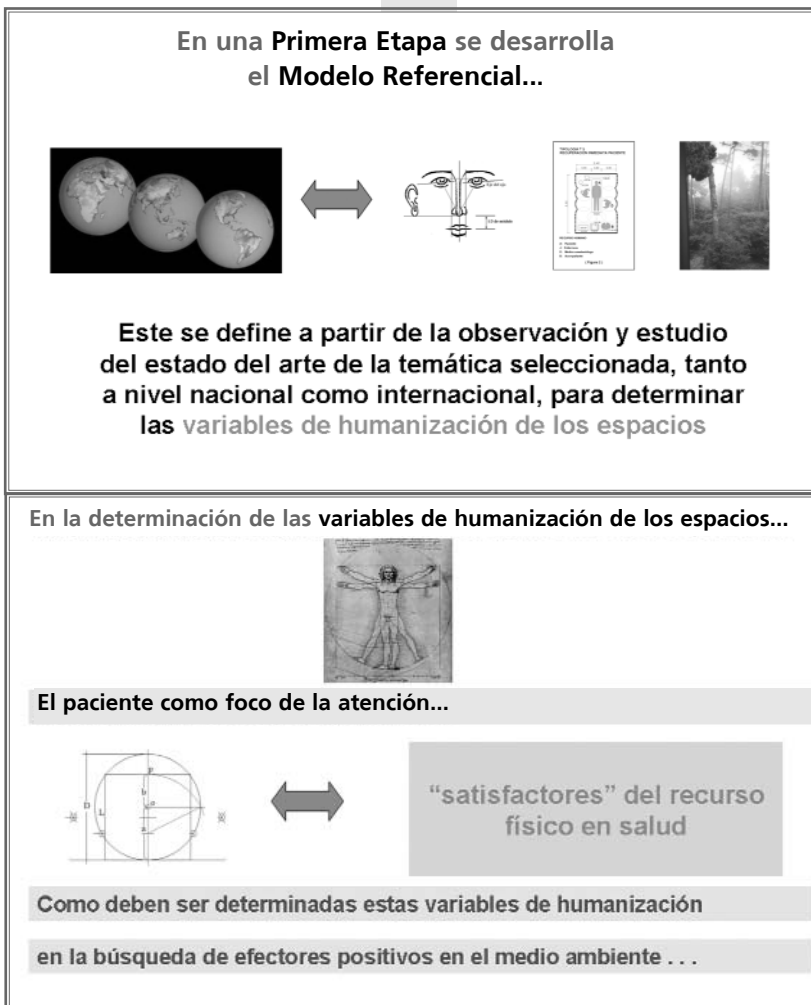 En una Primera Etapa se desarrolla
el Modelo Referencial...
RECURSOS HUMANOS
( Figura 2 )
Este se define a partir de la observación y estudio
del estado del arte de la temática seleccionada, tanto
a nivel nacional como internacional, para determinar
las variables de humanización de los espacios
En la determinación de las variables de humanización de los espacios...
El paciente como foco de la atención...
“satisfactores” del recurso
físico en salud
Como deben ser determinadas estas variables de humanización
en la búsqueda de efectores positivos en el medio ambiente . . .